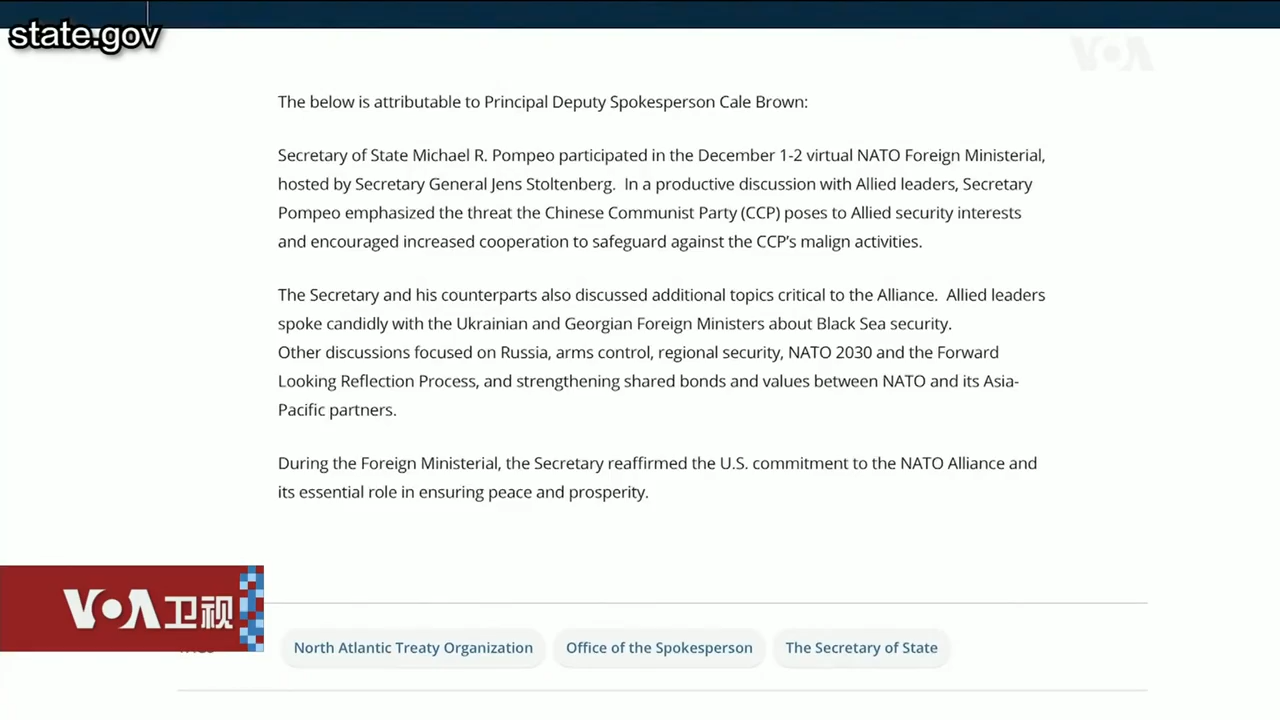 state.gov
VOA
The below is attributable to Principal Deputy Spokesperson Cale Brown:
Secretary of State Michael R. Pompeo participated in the December 1-2 virtual NATO Foreign Ministerial,
hosted by Secretary General Jens Stoltenberg.  In a productive discussion with Allied leaders, Secretary
Pompeo emphasized the threat the Chinese Communist Party (CCP) poses to Allied security interests
and encouraged increased cooperation to safeguard against the CCP’s malign activities.
The Secretary and his counterparts also discussed additional topics critical to the Alliance.  Allied leaders
spoke candidly with the Ukrainian and Georgian Foreign Ministers about Black Sea security.
Other discussions focused on Russia, arms control, regional security, NATO 2030 and the Forward
Looking Reflection Process, and strengthening shared bonds and values between NATO and its Asia-
Pacific partners.
During the Foreign Ministerial, the Secretary reaffirmed the U.S. commitment to the NATO Alliance and
its essential role in ensuring peace and prosperity.
VOA卫视
North Atlantic Treaty Organization
Office of the Spokesperson
The Secretary of State